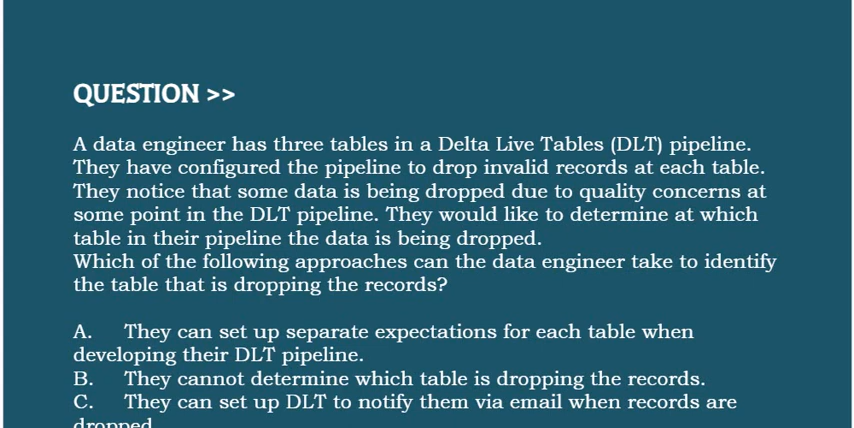 QUESTION >>
A data engineer has three tables in a Delta Live Tables (DLT) pipeline.
They have configured the pipeline to drop invalid records at each table.
They notice that some data is being dropped due to quality concerns at
some point in the DLT pipeline. They would like to determine at which
table in their pipeline the data is being dropped.
Which of the following approaches can the data engineer take to identify
the table that is dropping the records?
A. They can set up separate expectations for each table when
developing their DLT pipeline.
B. They cannot determine which table is dropping the records.
C. They can set up DLT to notify them via email when records are
dropped